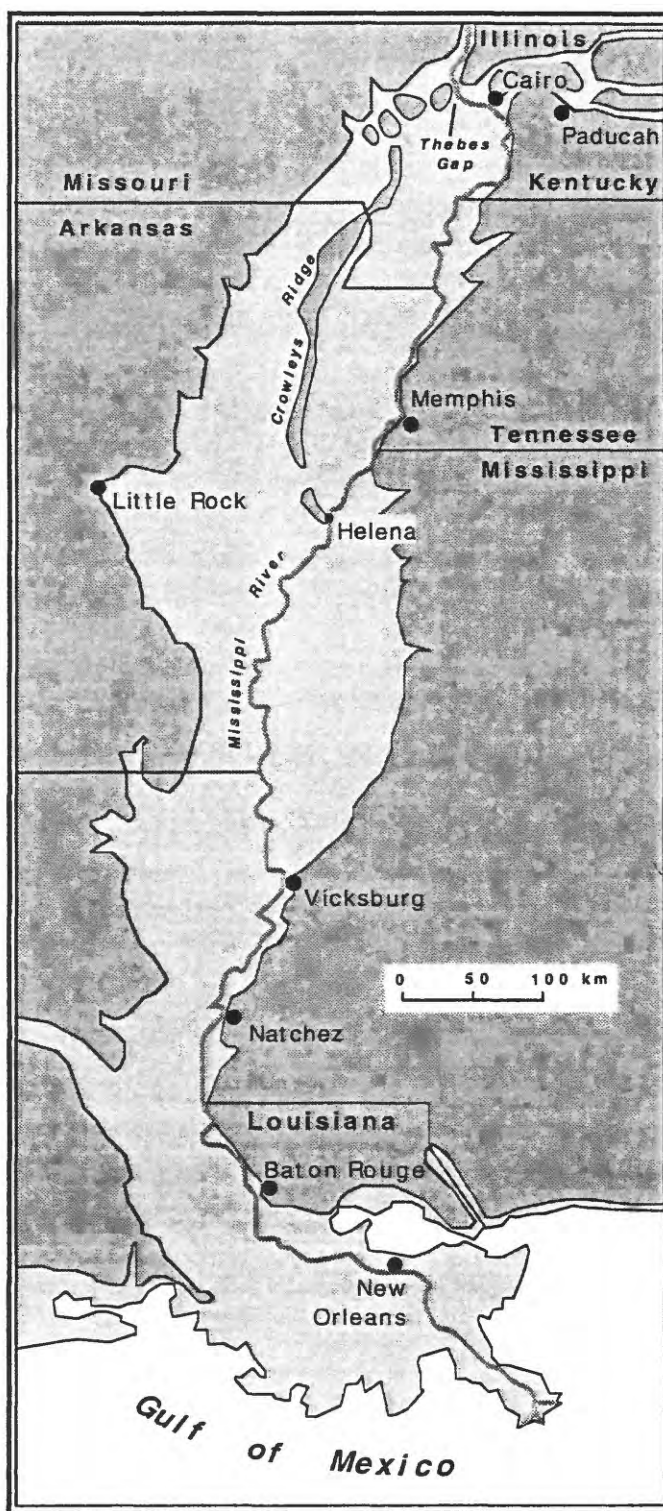 Illinois
Cairo
Paducah
Thebes
Gap
Missouri
Kentucky
Arkansas
Crowleys Ridge
Memphis
Tennessee
Mississippi
Little Rock
Helena
Mississippi River
Vicksburg
0 50 100 km
Natchez
Louisiana
Baton Rouge
New
Orleans
Gulf of Mexico